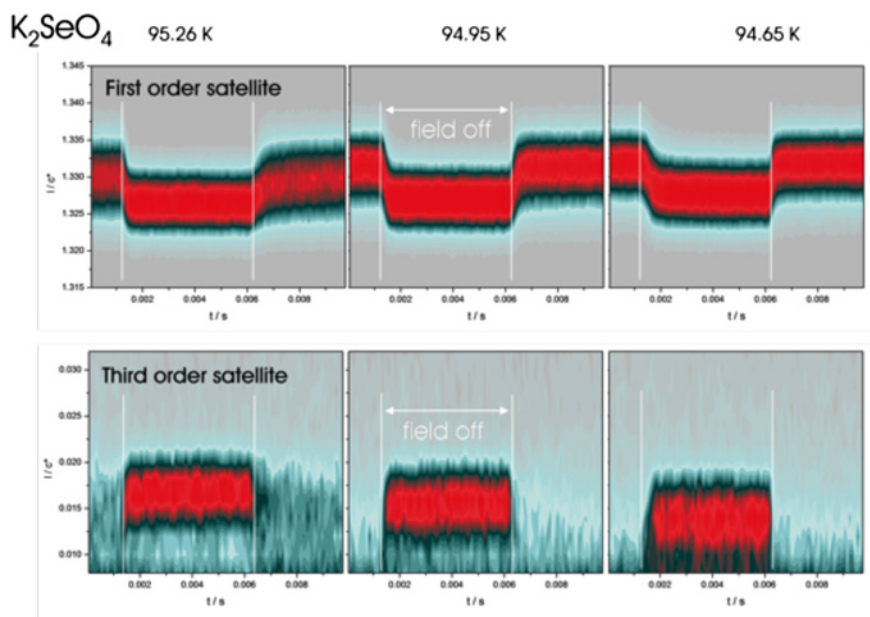 K₂SeO₄
95.26 K 94.95 K 94.65 K
First order satellite
field off
1.345
1.340
1.335
1.330
1.325
1.320
1.315
l / c*
0.002 0.004 0.006 0.008 0.002 0.004 0.006 0.008 0.002 0.004 0.006 0.008
t / s t / s t / s
Third order satellite
field off
0.030
0.025
0.020
0.015
0.010
l / c*
0.002 0.004 0.006 0.008 0.002 0.004 0.006 0.008 0.002 0.004 0.006 0.008
t / s t / s t / s